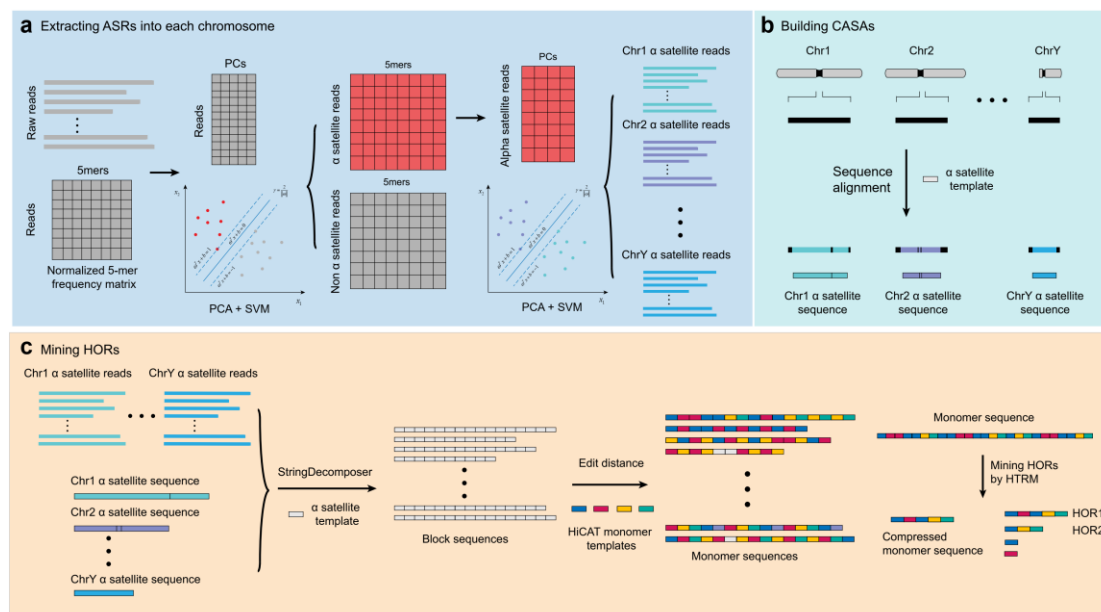 a Extracting ASRs into each chromosome
Raw reads
Reads
5mers
Normalized 5-mer
frequency matrix
PCs
Reads
x₂
x₁
PCA + SVM
5mers
α satellite reads
5mers
Non α satellite reads
PCs
Alpha satellite reads
x₂
x₁
PCA + SVM
Chr1 α satellite reads
Chr2 α satellite reads
ChrY α satellite reads
b Building CASAs
Chr1
Chr2
ChrY
Sequence
alignment
α satellite
template
Chr1 α satellite
sequence
Chr2 α satellite
sequence
ChrY α satellite
sequence
c Mining HORs
Chr1 α satellite reads
ChrY α satellite reads
Chr1 α satellite sequence
Chr2 α satellite sequence
ChrY α satellite sequence
StringDecomposer
α satellite
template
Block sequences
Edit distance
HiCAT monomer
templates
Monomer sequences
Monomer sequence
Mining HORs
by HTRM
Compressed
monomer sequence
HOR1
HOR2